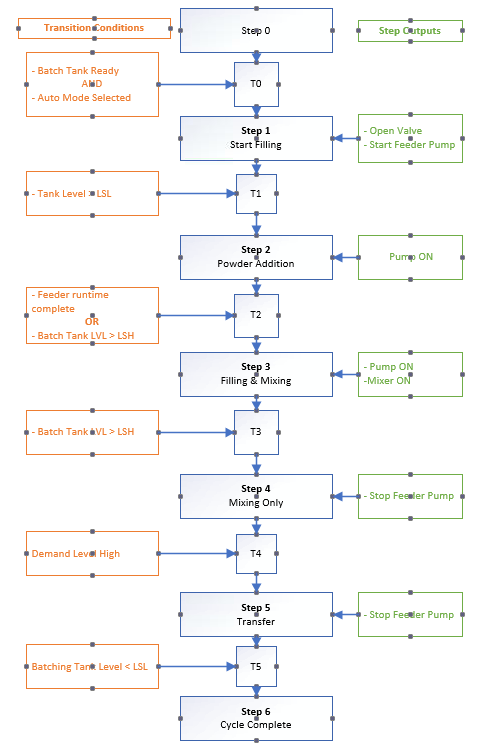 Transition Conditions
Step 0
Step Outputs
- Batch Tank Ready
AND
- Auto Mode Selected
T0
Step 1
Start Filling
- Open Valve
- Start Feeder Pump
- Tank Level > LSL
T1
Step 2
Powder Addition
Pump ON
- Feeder runtime
complete
OR
- Batch Tank LVL > LSH
T2
Step 3
Filling & Mixing
- Pump ON
-Mixer ON
- Batch Tank LVL > LSH
T3
Step 4
Mixing Only
- Stop Feeder Pump
Demand Level High
T4
Step 5
Transfer
- Stop Feeder Pump
Batching Tank Level < LSL
T5
Step 6
Cycle Complete